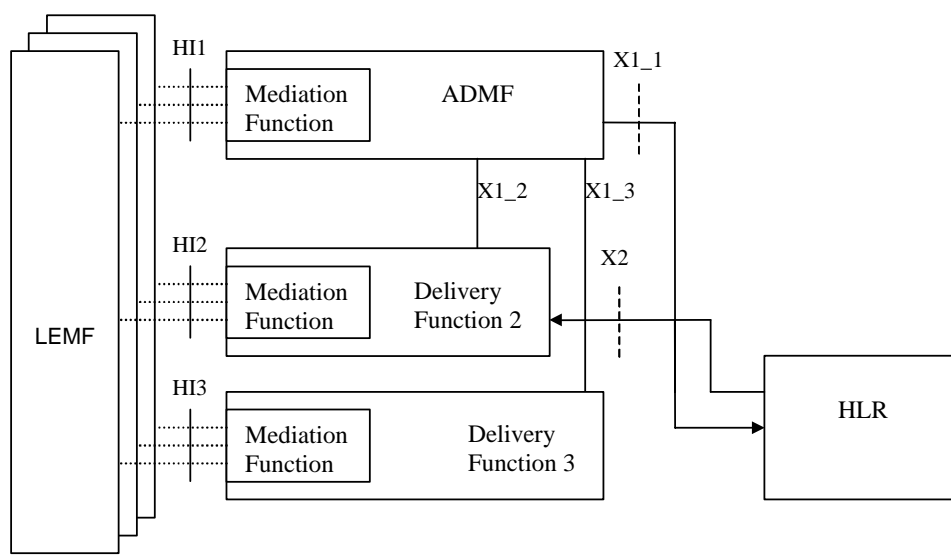 HI1
X1_1
Mediation
Function
ADMF
X1_2
X1_3
HI2
X2
Mediation
Function
Delivery
Function 2
LEMF
HI3
HLR
Mediation
Function
Delivery
Function 3